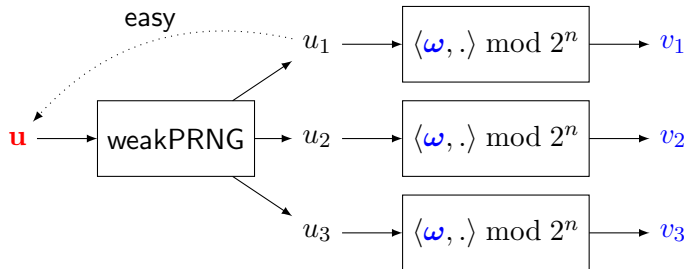 easy
u₁ ⟨ω, .⟩ mod 2ⁿ v₁
u weakPRNG u₂ ⟨ω, .⟩ mod 2ⁿ v₂
u₃ ⟨ω, .⟩ mod 2ⁿ v₃